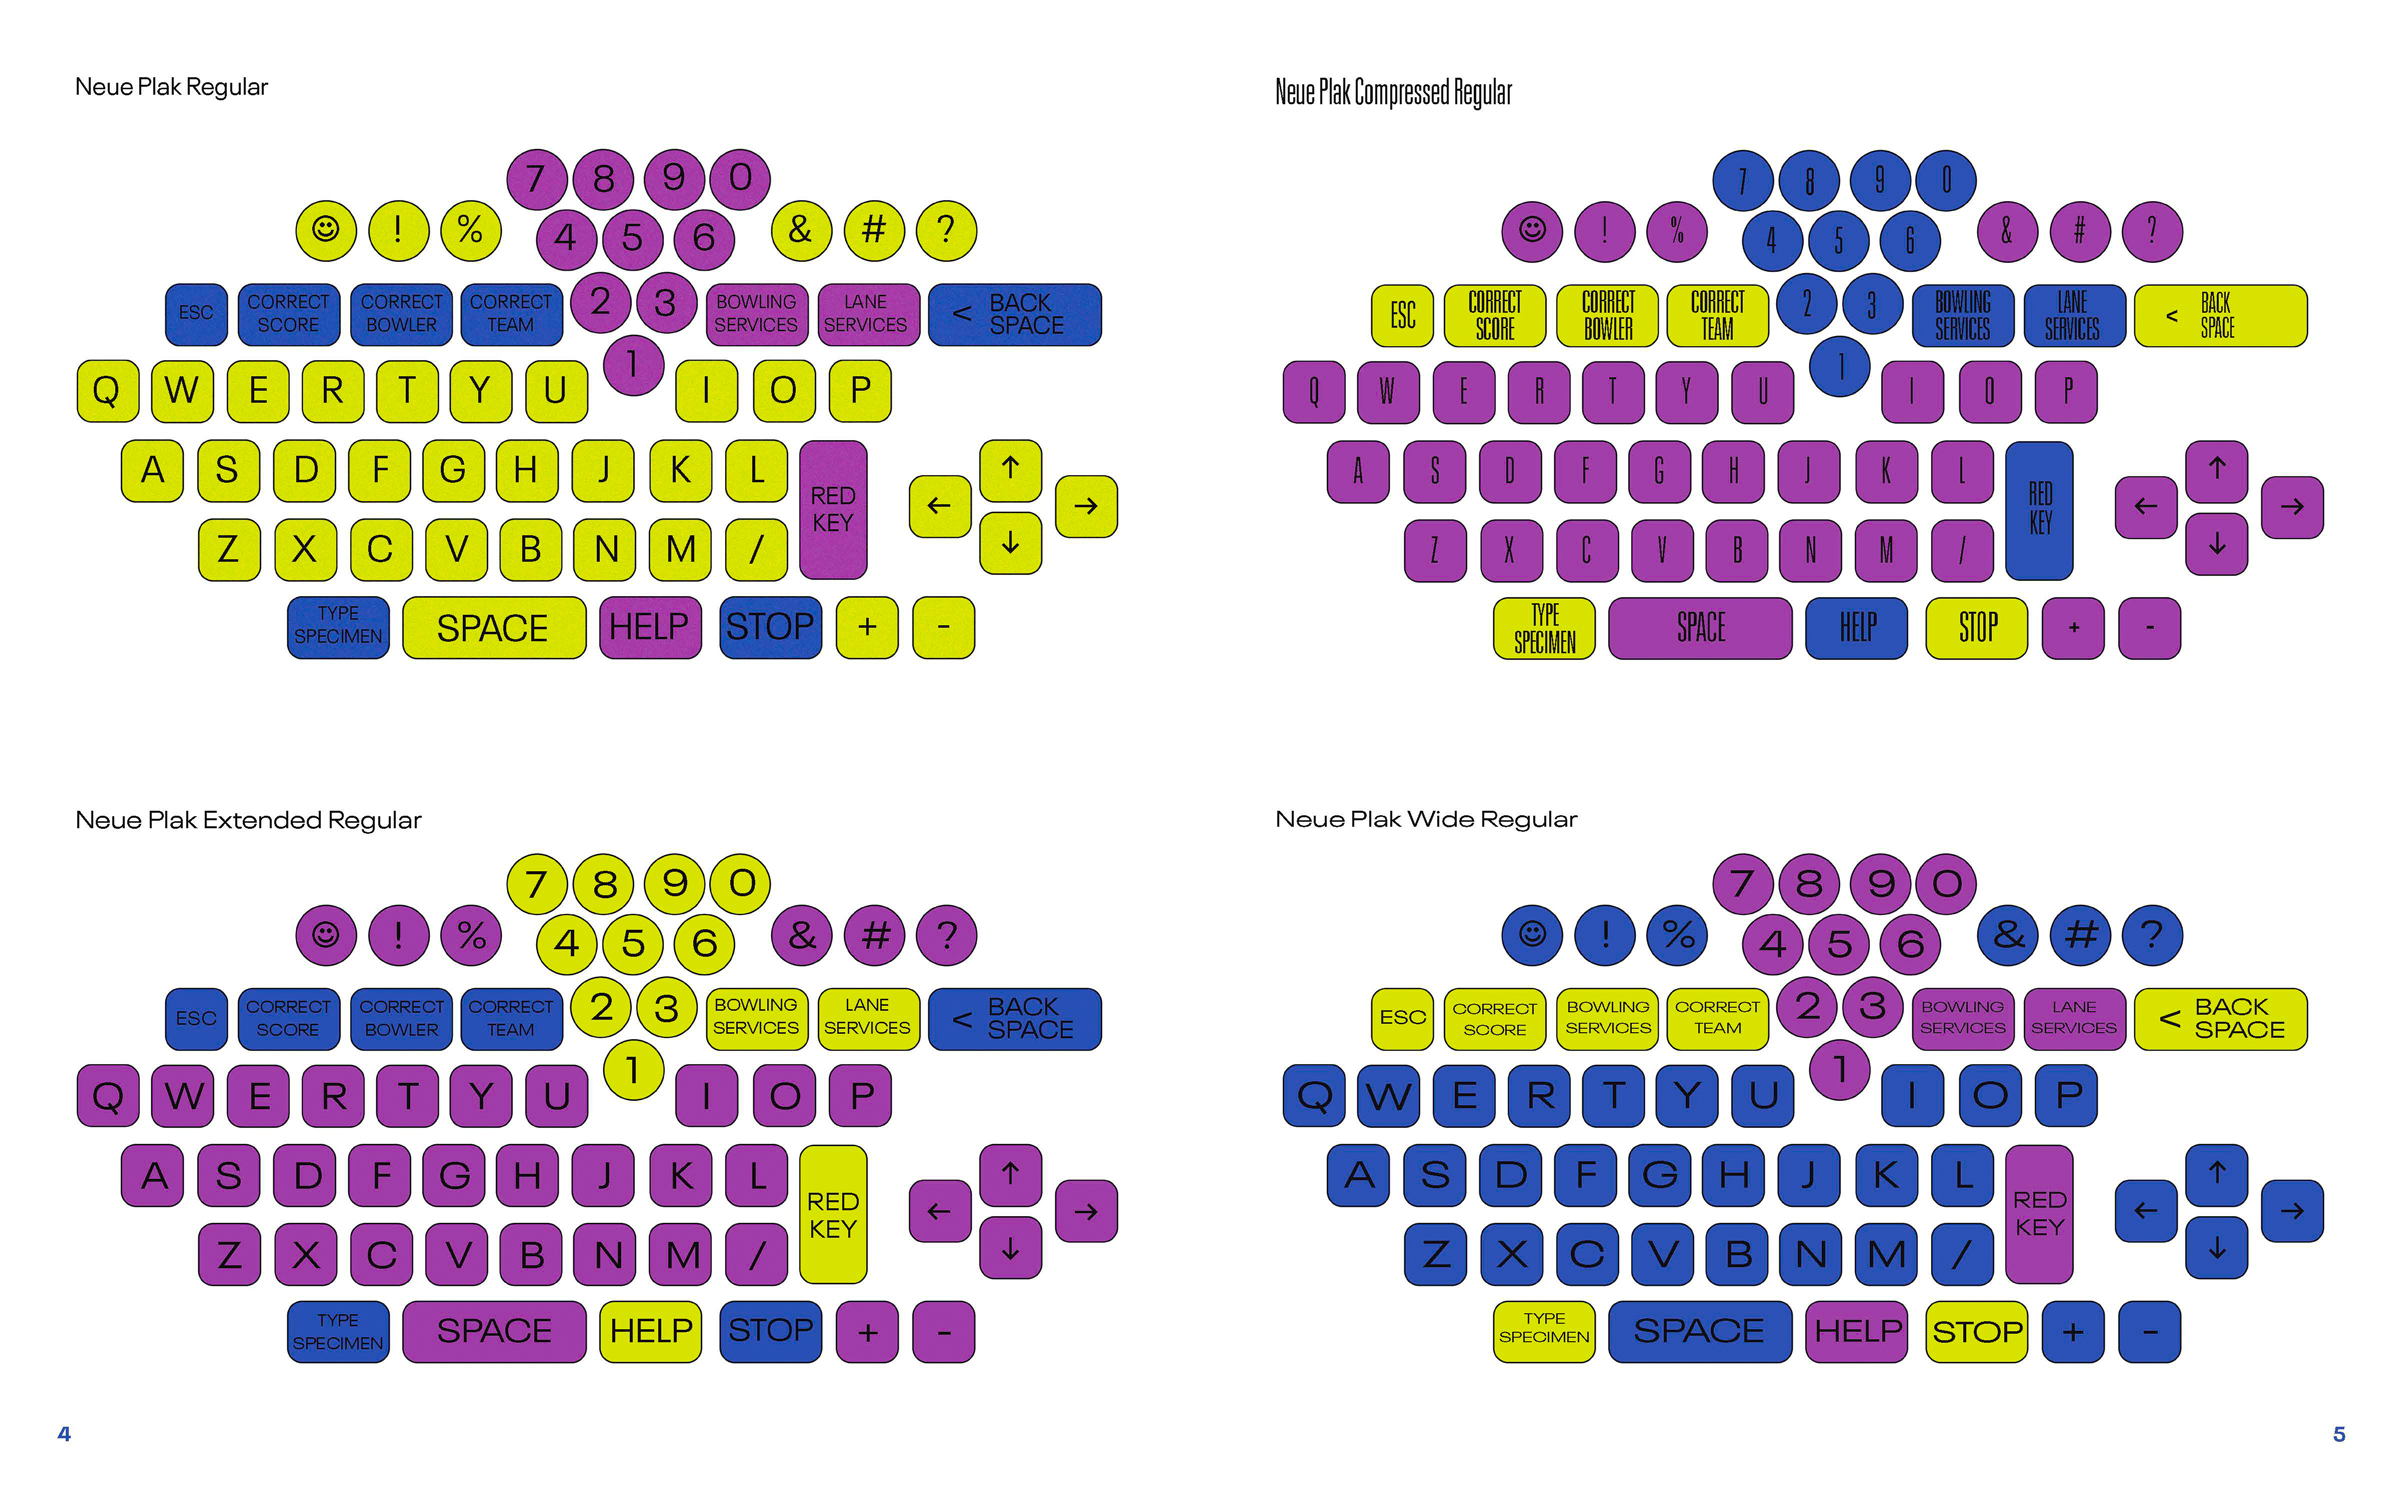 Neue Plak Regular
7 8 9 0
☺ ! % 4 5 6 & # ?
ESC CORRECT SCORE CORRECT BOWLER CORRECT TEAM 2 3 BOWLING SERVICES LANE SERVICES < BACK SPACE
Q W E R T Y U 1 I O P
A S D F G H J K L RED KEY ← ↑ ↓ →
Z X C V B N M /
TYPE SPECIMEN SPACE HELP STOP + -
Neue Plak Compressed Regular
7 8 9 0
☺ ! % 4 5 6 & # ?
ESC CORRECT SCORE CORRECT BOWLER CORRECT TEAM 2 3 BOWLING SERVICES LANE SERVICES < BACK SPACE
Q W E R T Y U 1 I O P
A S D F G H J K L RED KEY ← ↑ ↓ →
Z X C V B N M /
TYPE SPECIMEN SPACE HELP STOP + -
Neue Plak Extended Regular
7 8 9 0
☺ ! % 4 5 6 & # ?
ESC CORRECT SCORE CORRECT BOWLER CORRECT TEAM 2 3 BOWLING SERVICES LANE SERVICES < BACK SPACE
Q W E R T Y U 1 I O P
A S D F G H J K L RED KEY ← ↑ ↓ →
Z X C V B N M /
TYPE SPECIMEN SPACE HELP STOP + -
Neue Plak Wide Regular
7 8 9 0
☺ ! % 4 5 6 & # ?
ESC CORRECT SCORE BOWLING SERVICES CORRECT TEAM 2 3 BOWLING SERVICES LANE SERVICES < BACK SPACE
Q W E R T Y U 1 I O P
A S D F G H J K L RED KEY ← ↑ ↓ →
Z X C V B N M /
TYPE SPECIMEN SPACE HELP STOP + -
4
5